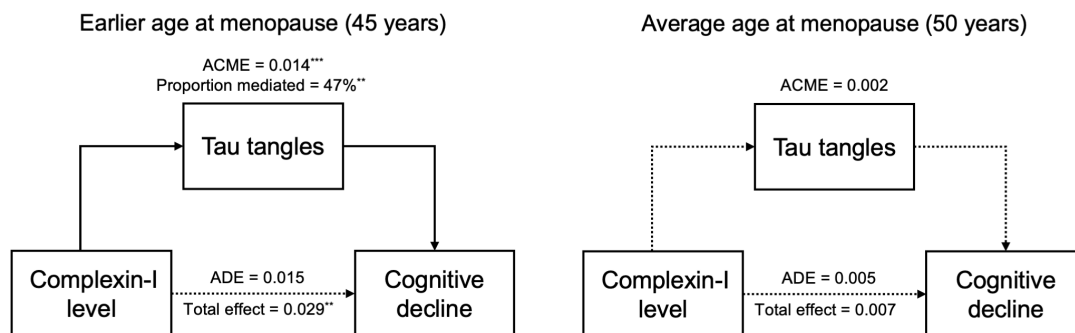 Earlier age at menopause (45 years)
ACME = 0.014***
Proportion mediated = 47%**
Tau tangles
Complexin-I
level
ADE = 0.015
Total effect = 0.029**
Cognitive
decline
Average age at menopause (50 years)
ACME = 0.002
Tau tangles
Complexin-I
level
ADE = 0.005
Total effect = 0.007
Cognitive
decline